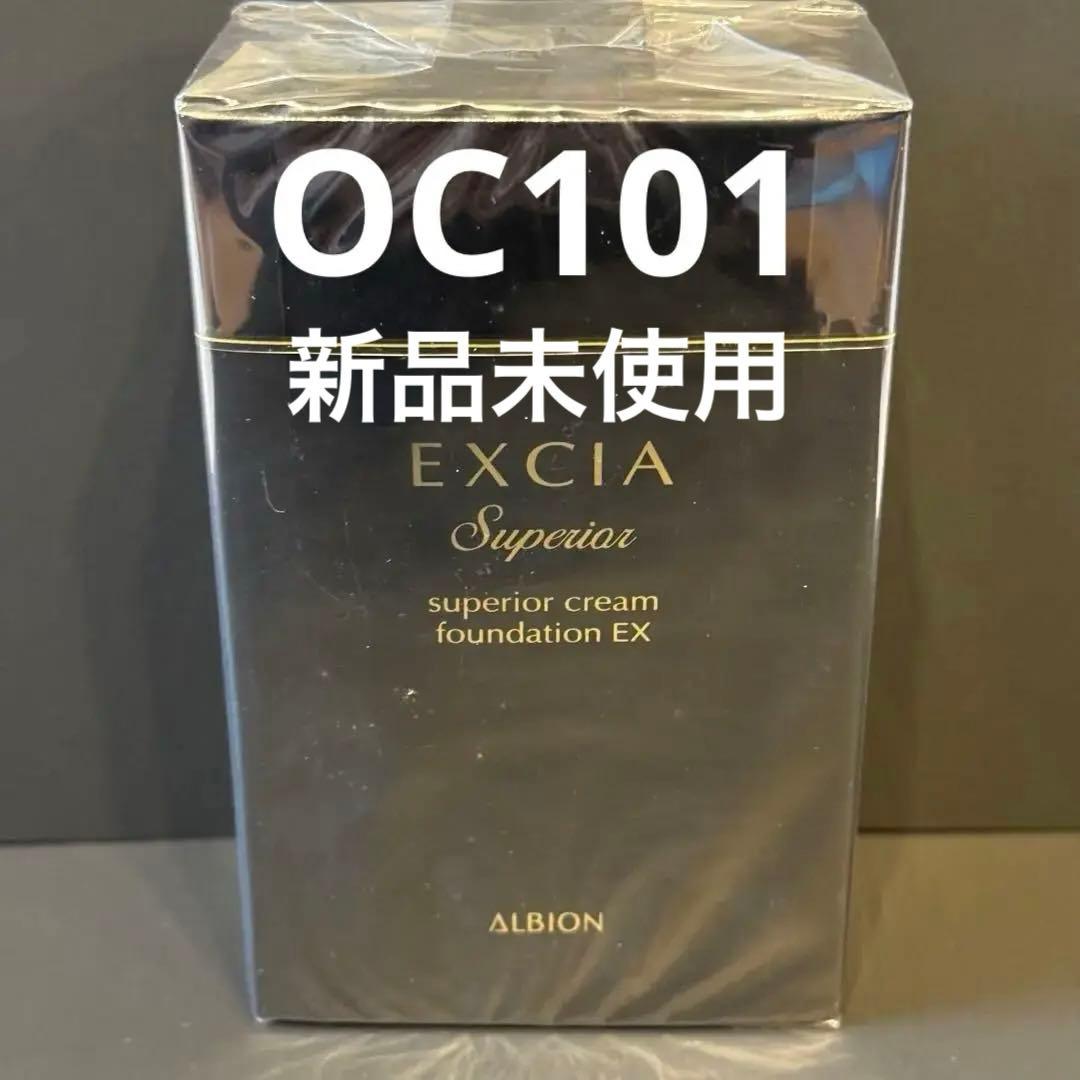 OC101
新品未使用
EXCIA
Superior
superior cream
foundation EX
ALBION